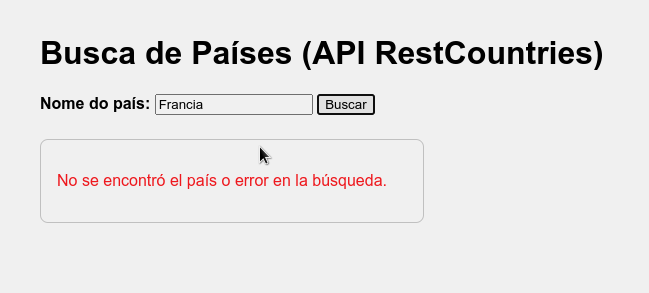 Busca de Países (API RestCountries)
Nome do país: Francia Buscar
No se encontró el país o error en la búsqueda.